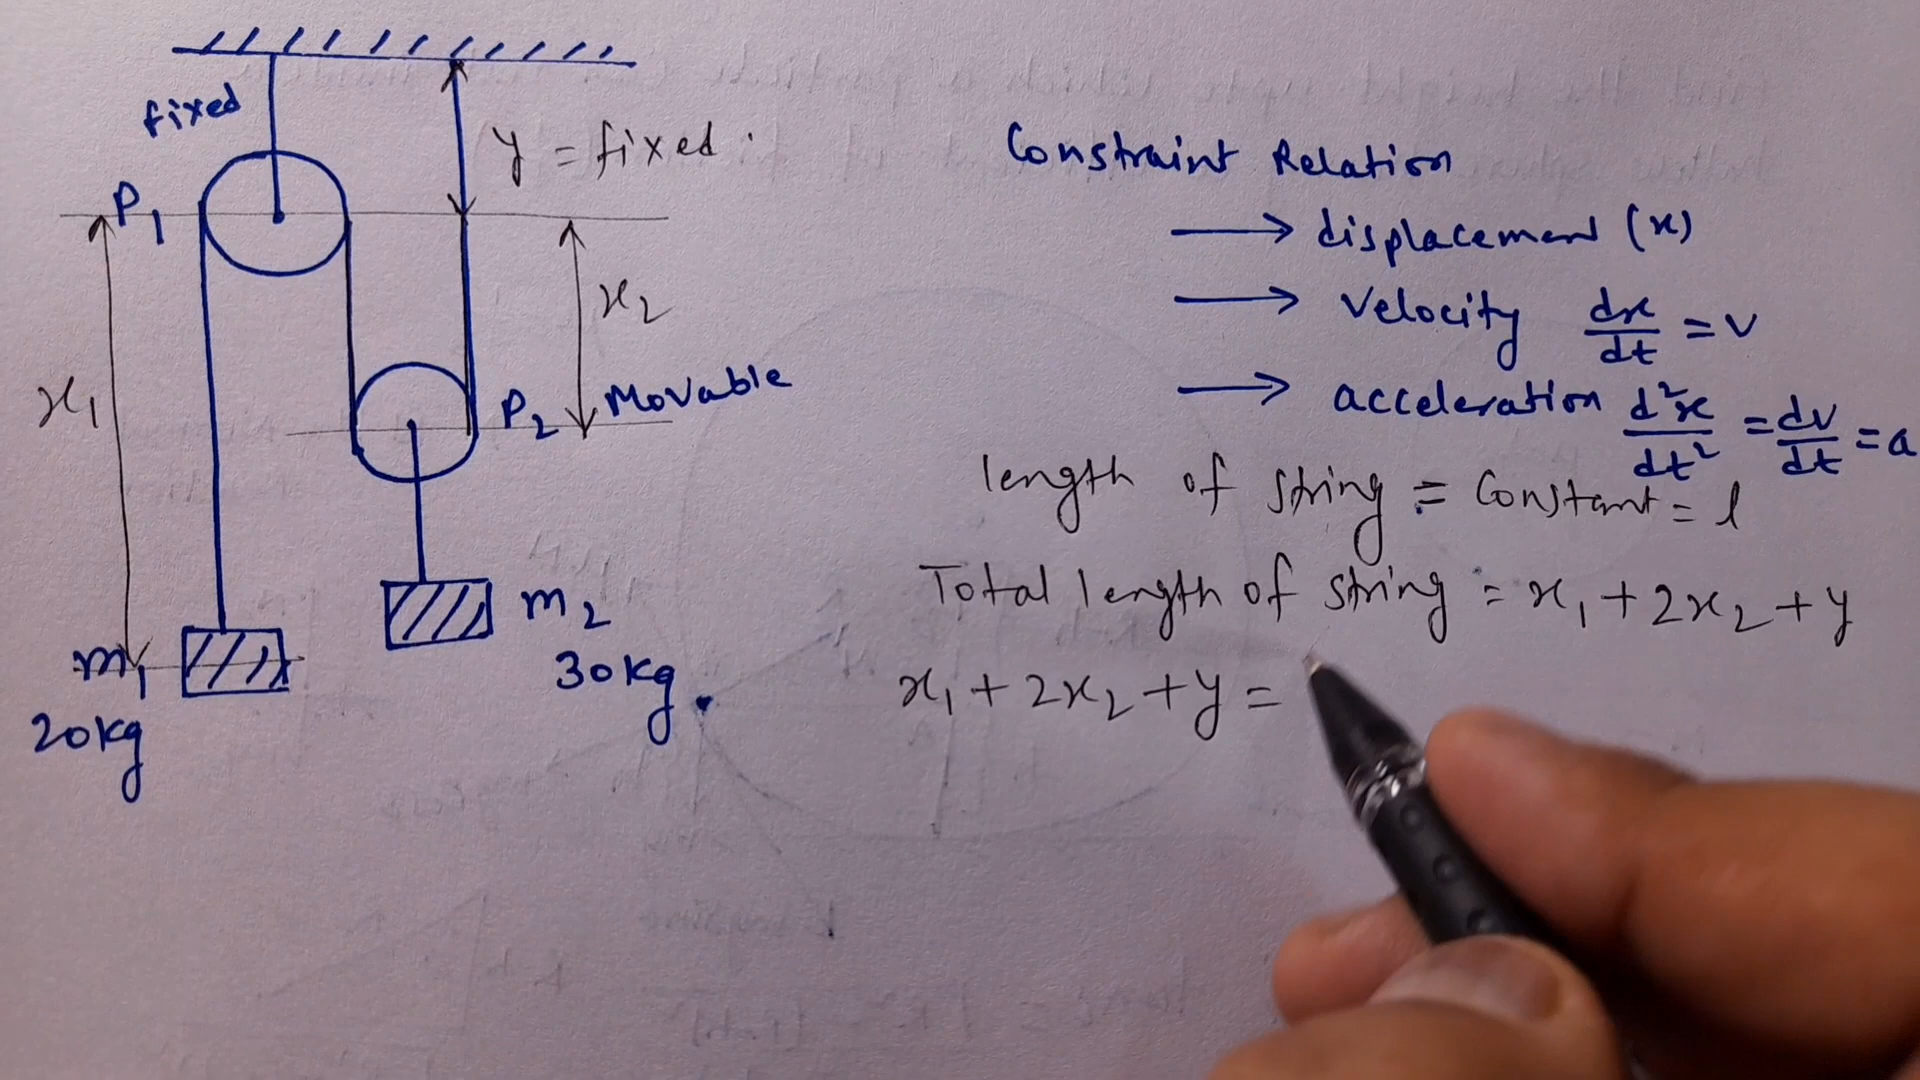 fixed
y = fixed.
P₁
x₁
x₂
P₂ Movable
m₁
20kg
m₂
30kg
Constraint Relation
→ displacement (x)
→ Velocity dx/dt = v
→ acceleration d²x/dt² = dv/dt = a
length of string = Constant = l
Total length of string = x₁ + 2x₂ + y
x₁ + 2x₂ + y =